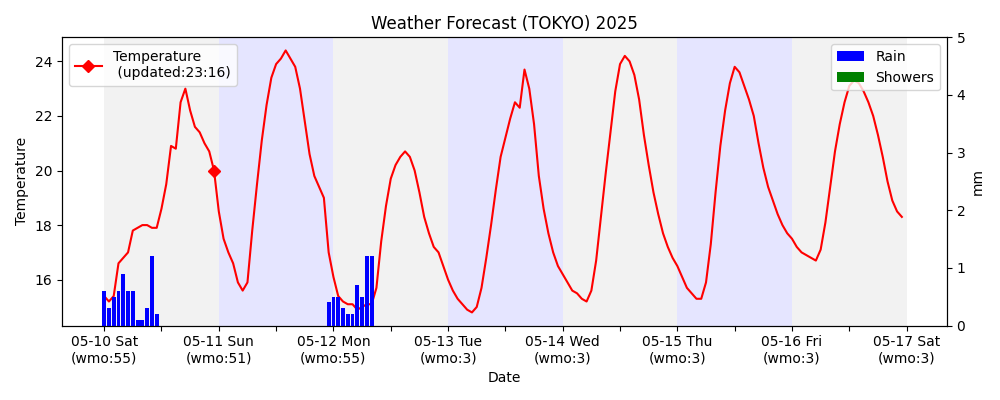 Weather Forecast (TOKYO) 2025
Temperature
(updated:23:16)
Rain
Showers
Temperature
24
22
20
18
16
5
4
3
2
1
0
mm
05-10 Sat
(wmo:55)
05-11 Sun
(wmo:51)
05-12 Mon
(wmo:55)
05-13 Tue
(wmo:3)
05-14 Wed
(wmo:3)
05-15 Thu
(wmo:3)
05-16 Fri
(wmo:3)
05-17 Sat
(wmo:3)
Date